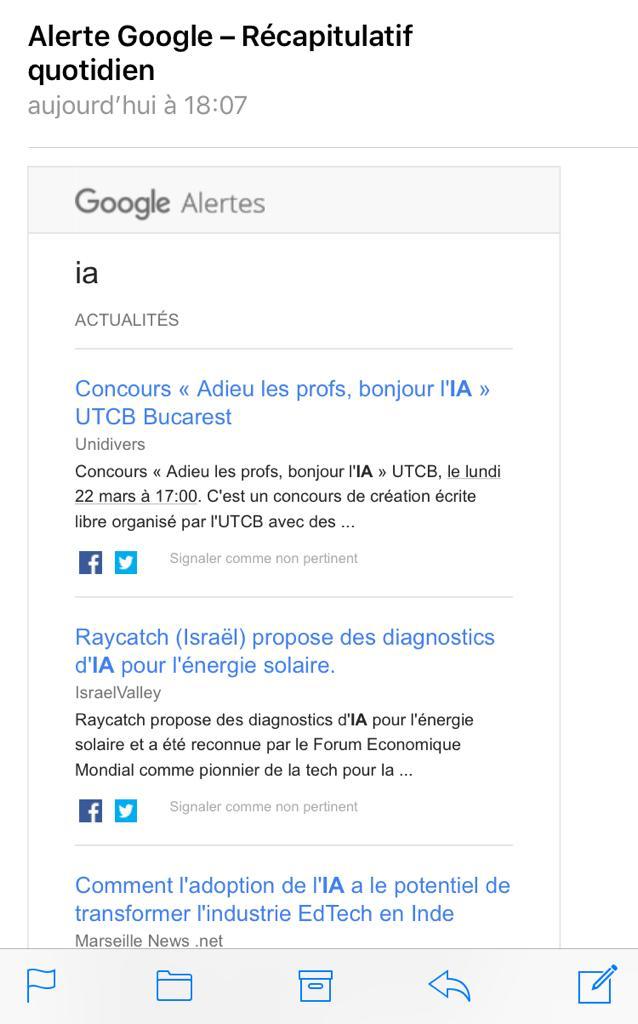 Alerte Google – Récapitulatif
quotidien
aujourd'hui à 18:07
Google Alertes
ia
ACTUALITÉS
Concours « Adieu les profs, bonjour l'IA »
UTCB Bucarest
Unidivers
Concours « Adieu les profs, bonjour l'IA » UTCB, le lundi
22 mars à 17:00. C'est un concours de création écrite
libre organisé par l'UTCB avec des ...
Signaler comme non pertinent
Raycatch (Israël) propose des diagnostics
d'IA pour l'énergie solaire.
IsraelValley
Raycatch propose des diagnostics d'IA pour l'énergie
solaire et a été reconnue par le Forum Economique
Mondial comme pionnier de la tech pour la ...
Signaler comme non pertinent
Comment l'adoption de l'IA a le potentiel de
transformer l'industrie EdTech en Inde
Marseille News .net